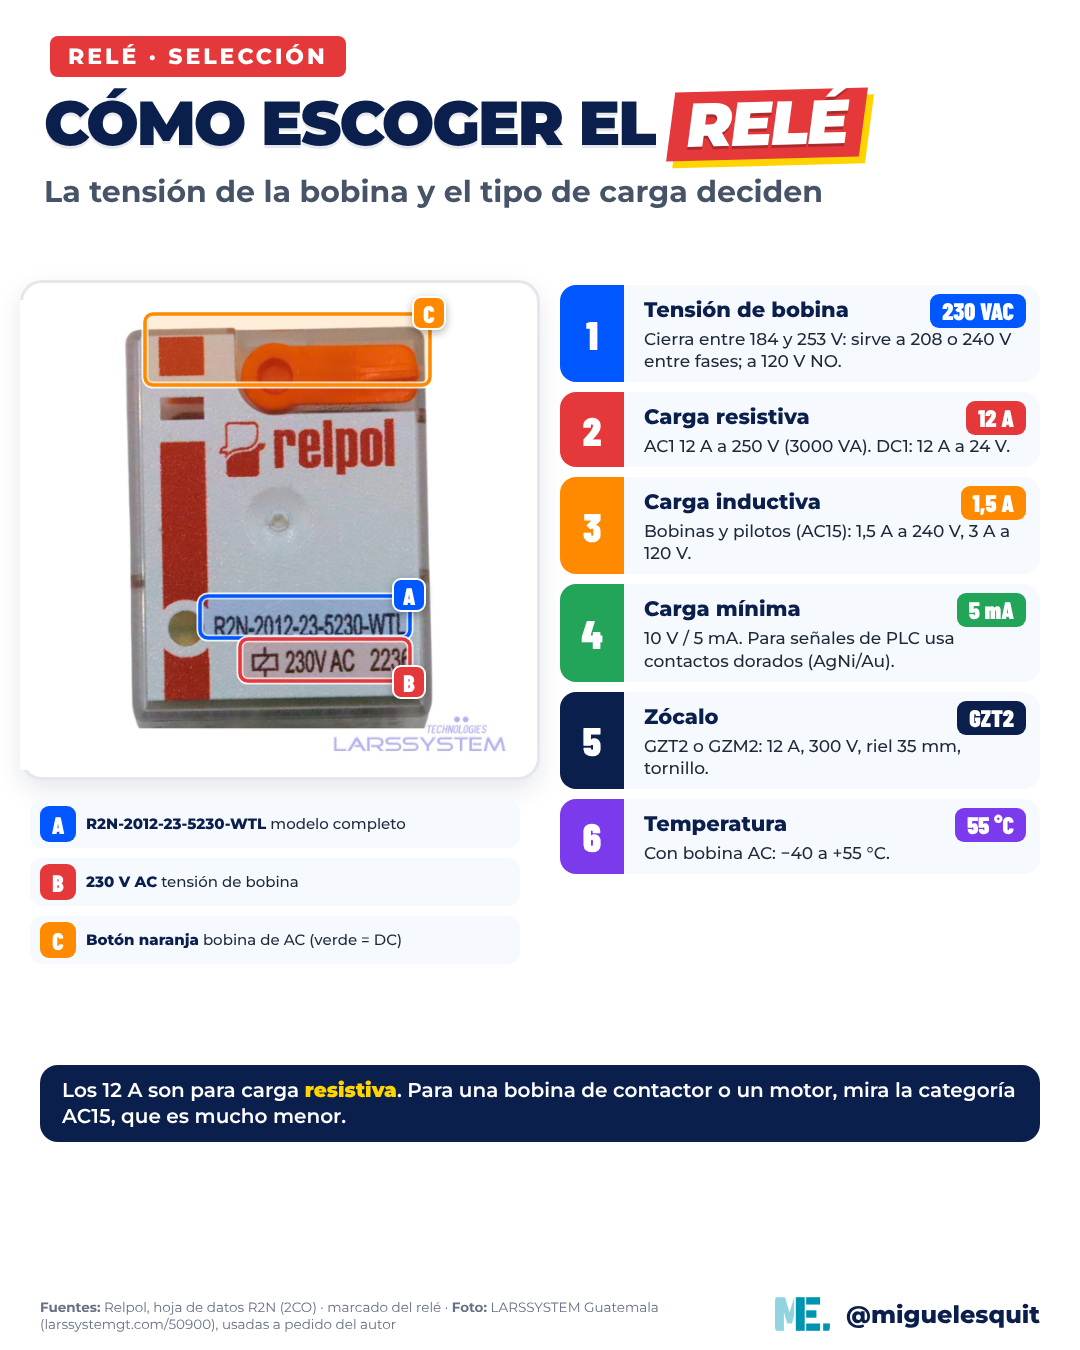 RELÉ · SELECCIÓN
CÓMO ESCOGER EL RELÉ
La tensión de la bobina y el tipo de carga deciden
C
relpol
A
R2N-2012-23-5230-WTL
230V AC 2236
B
TECHNOLOGIES
LARSSYSTEM
A R2N-2012-23-5230-WTL modelo completo
B 230 V AC tensión de bobina
C Botón naranja bobina de AC (verde = DC)
1 Tensión de bobina 230 VAC
Cierra entre 184 y 253 V: sirve a 208 o 240 V
entre fases; a 120 V NO.
2 Carga resistiva 12 A
AC1 12 A a 250 V (3000 VA). DC1: 12 A a 24 V.
3 Carga inductiva 1,5 A
Bobinas y pilotos (AC15): 1,5 A a 240 V, 3 A a
120 V.
4 Carga mínima 5 mA
10 V / 5 mA. Para señales de PLC usa
contactos dorados (AgNi/Au).
5 Zócalo GZT2
GZT2 o GZM2: 12 A, 300 V, riel 35 mm,
tornillo.
6 Temperatura 55 °C
Con bobina AC: −40 a +55 °C.
Los 12 A son para carga resistiva. Para una bobina de contactor o un motor, mira la categoría
AC15, que es mucho menor.
Fuentes: Relpol, hoja de datos R2N (2CO) · marcado del relé · Foto: LARSSYSTEM Guatemala
(larssystemgt.com/50900), usadas a pedido del autor
ME. @miguelesquit